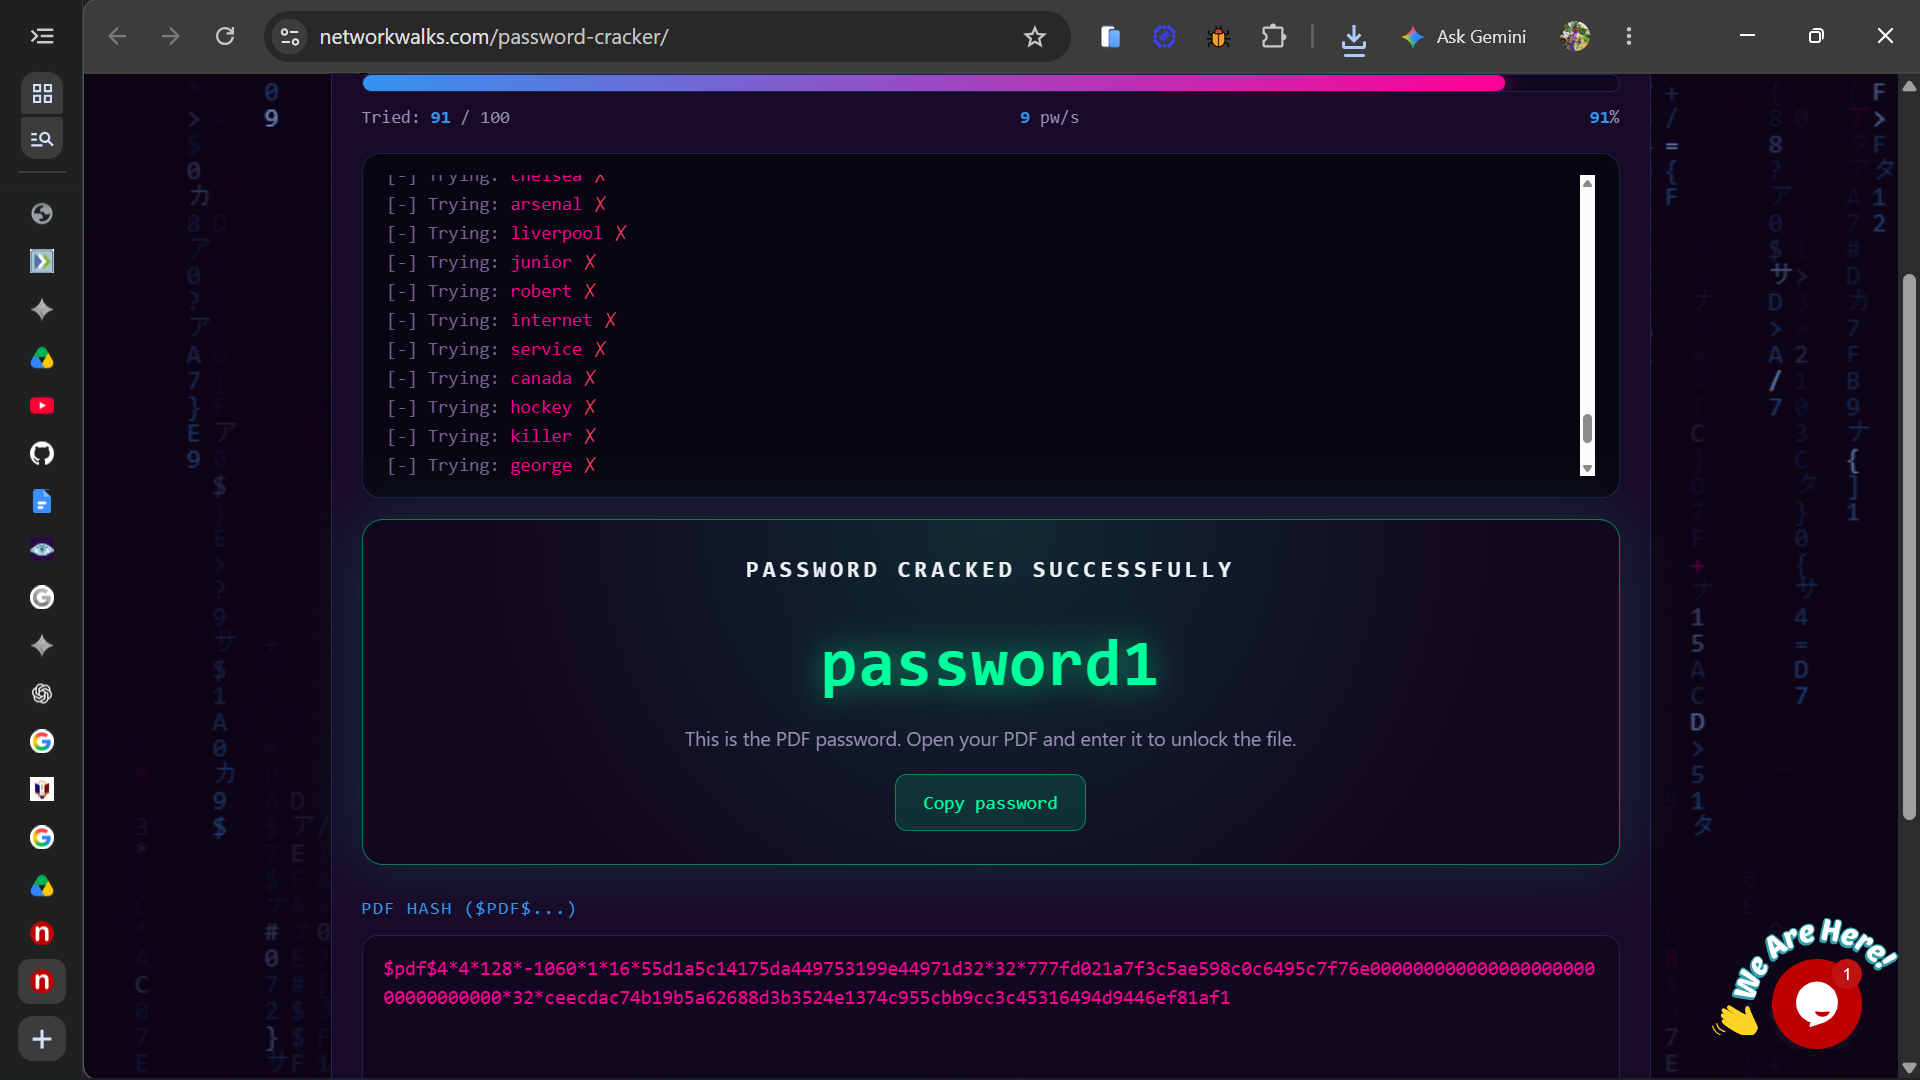 networkwalks.com/password-cracker/
Ask Gemini
Tried: 91 / 100
9 pw/s
91%
[-] Trying: chelsea X
[-] Trying: arsenal X
[-] Trying: liverpool X
[-] Trying: junior X
[-] Trying: robert X
[-] Trying: internet X
[-] Trying: service X
[-] Trying: canada X
[-] Trying: hockey X
[-] Trying: killer X
[-] Trying: george X
PASSWORD CRACKED SUCCESSFULLY
password1
This is the PDF password. Open your PDF and enter it to unlock the file.
Copy password
PDF HASH ($PDF$...)
$pdf$4*4*128*-1060*1*16*55d1a5c14175da449753199e44971d32*32*777fd021a7f3c5ae598c0c6495c7f76e0000000000000000000000
00000000000*32*ceecdac74b19b5a62688d3b3524e1374c955cbb9cc3c45316494d9446ef81af1
We Are Here!
1